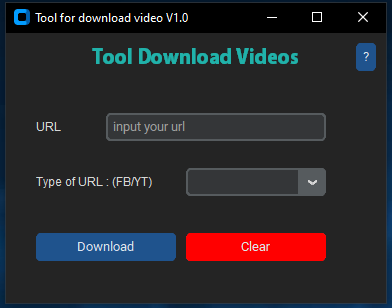 Tool for download video V1.0
Tool Download Videos
?
URL
input your url
Type of URL : (FB/YT)
Download
Clear